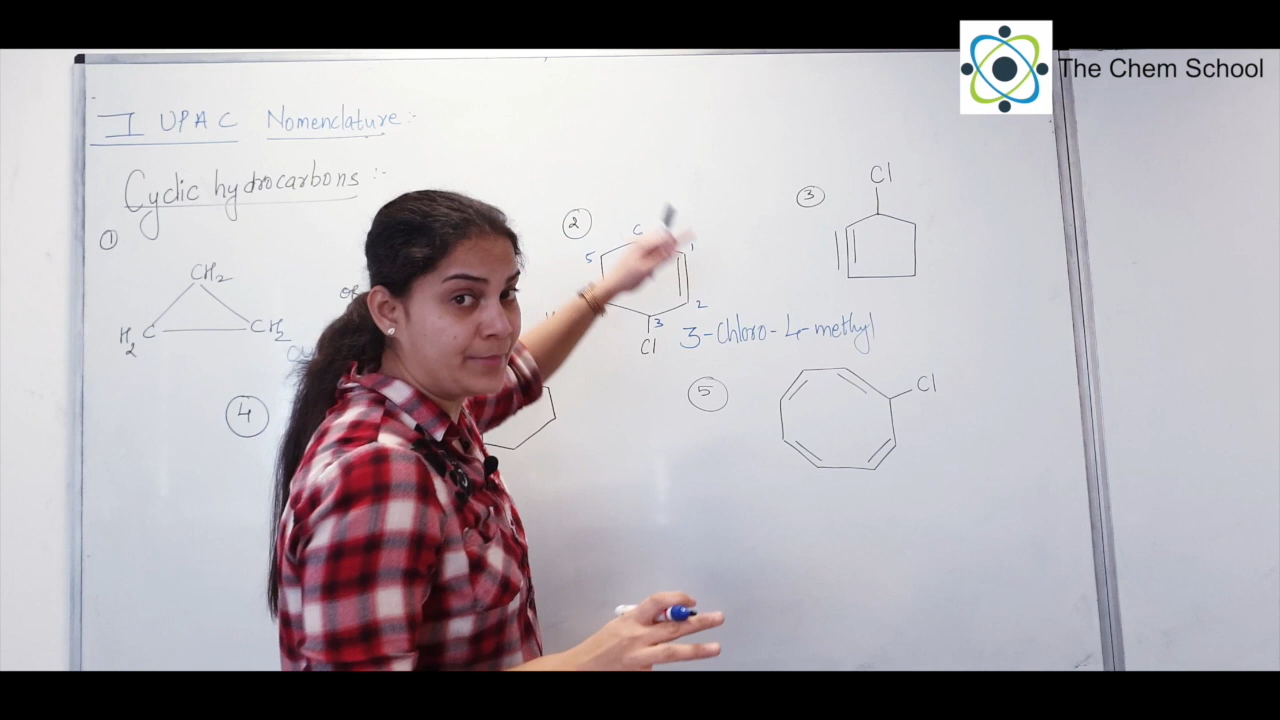 The Chem School
IUPAC Nomenclature:-
Cyclic hydrocarbons:-
①
CH2
H2C
CH2
②
6
1
5
2
3
Cl
3-Chloro-4-methyl
③
Cl
④
⑤
Cl